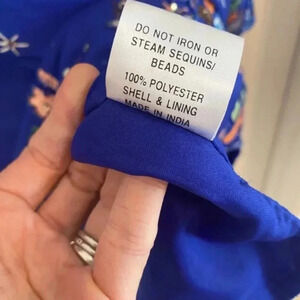 DO NOT IRON OR
STEAM SEQUINS/
BEADS
100% POLYESTER
SHELL & LINING
MADE IN INDIA